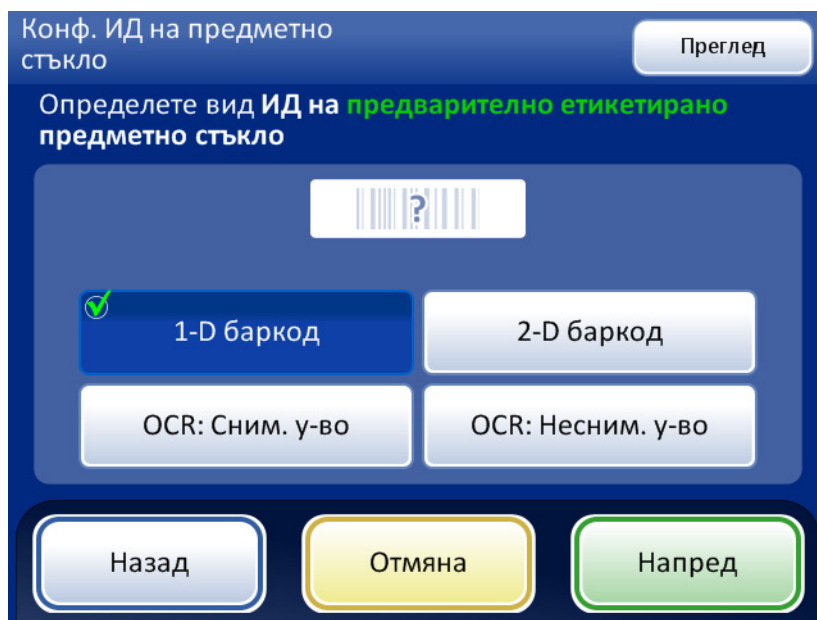 Конф. ИД на предметно
стъкло
Преглед
Определете вид ИД на предварително етикетирано
предметно стъкло
?
1-D баркод
2-D баркод
OCR: Сним. у-во
OCR: Несним. у-во
Назад
Отмяна
Напред